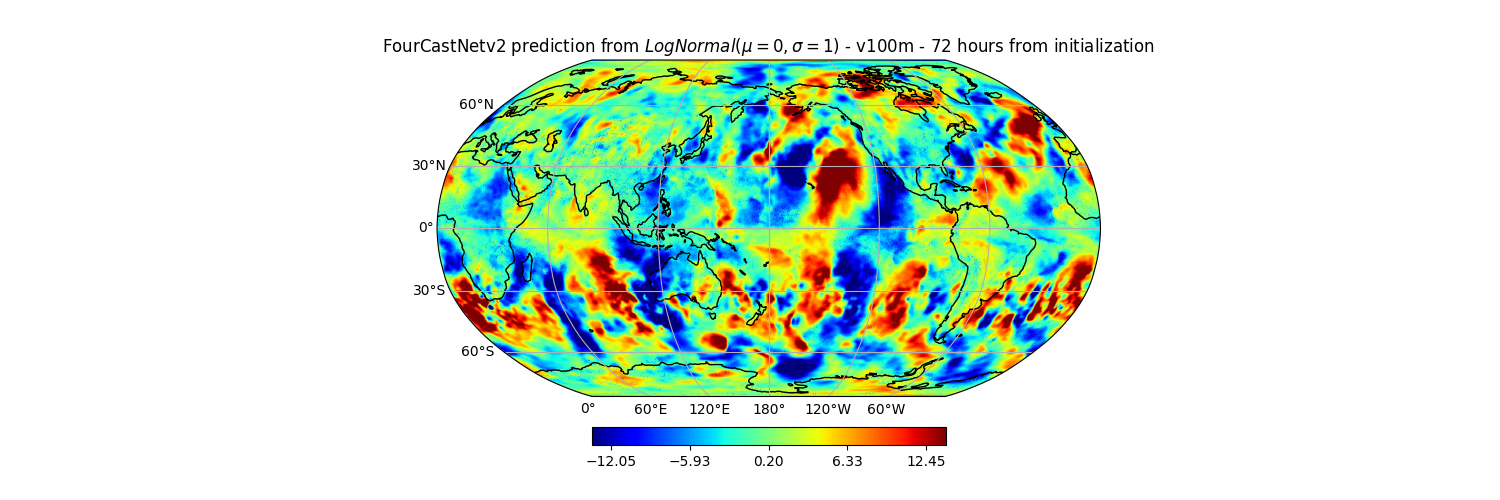 FourCastNetv2 prediction from LogNormal(μ = 0, σ = 1) - v100m - 72 hours from initialization
60°N
30°N
0°
30°S
60°S
0° 60°E 120°E 180° 120°W 60°W
−12.05 −5.93 0.20 6.33 12.45